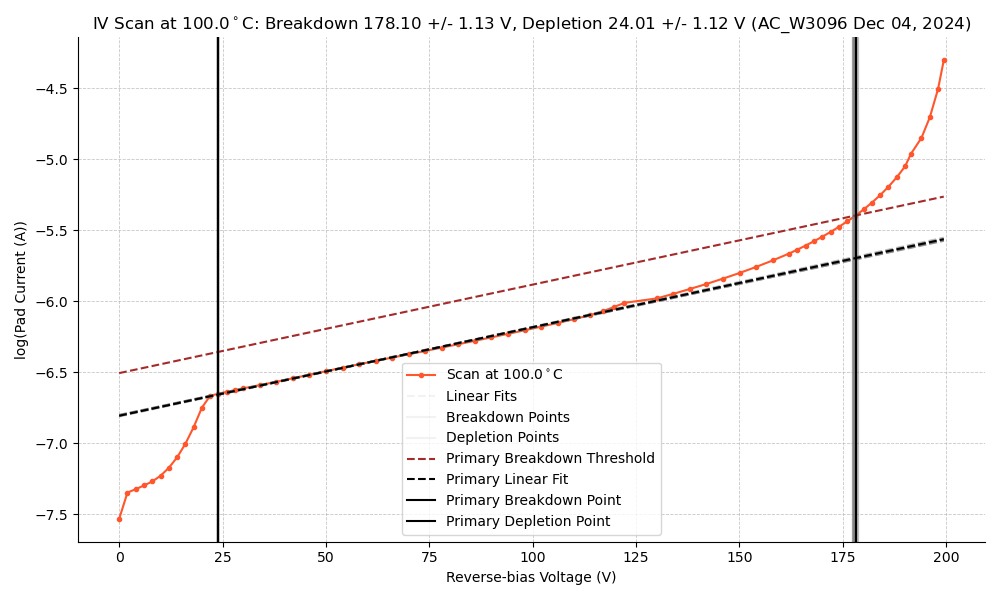 IV Scan at 100.0°C: Breakdown 178.10 +/- 1.13 V, Depletion 24.01 +/- 1.12 V (AC_W3096 Dec 04, 2024)
log(Pad Current (A))
−4.5
−5.0
−5.5
−6.0
−6.5
−7.0
−7.5
Scan at 100.0°C
Linear Fits
Breakdown Points
Depletion Points
Primary Breakdown Threshold
Primary Linear Fit
Primary Breakdown Point
Primary Depletion Point
0 25 50 75 100 125 150 175 200
Reverse-bias Voltage (V)